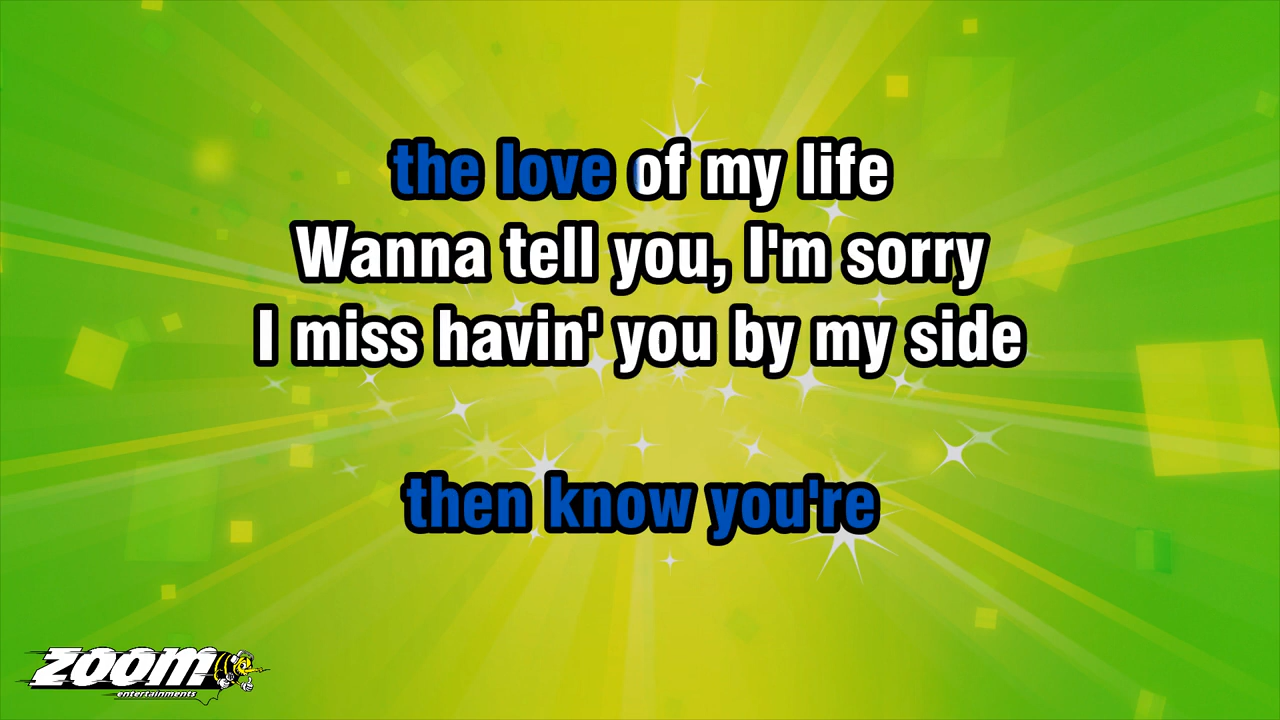 the love of my life
Wanna tell you, I'm sorry
I miss havin' you by my side
then know you're
ZOOM
entertainments